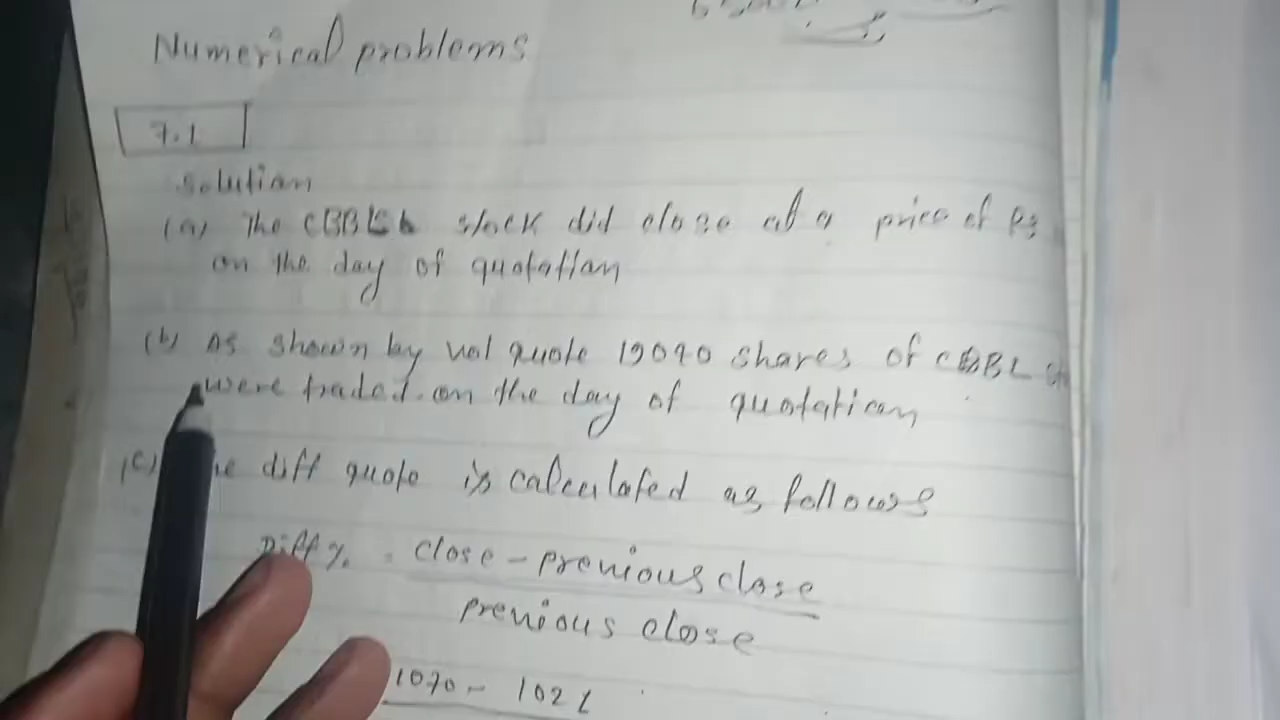 Numerical problems
7.1
solution
(a) The CBBL stock did close at a price of Rs
on the day of quotation
(b) As shown by vol quote 19090 shares of CBBL
were traded on the day of quotation
(c) diff quote is calculated as follows
Diff % = close - previous close
previous close
1070 - 1021